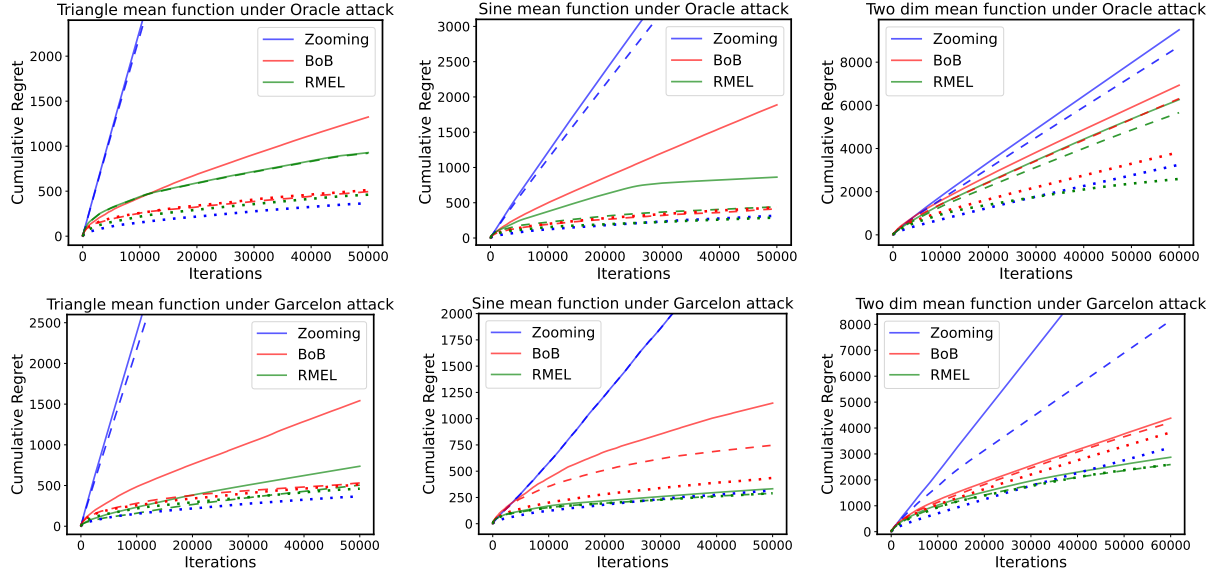 Triangle mean function under Oracle attack
Cumulative Regret
2000
1500
1000
500
0
Zooming
BoB
RMEL
0 10000 20000 30000 40000 50000
Iterations
Sine mean function under Oracle attack
Cumulative Regret
3000
2500
2000
1500
1000
500
0
Zooming
BoB
RMEL
0 10000 20000 30000 40000 50000
Iterations
Two dim mean function under Oracle attack
Cumulative Regret
8000
6000
4000
2000
0
Zooming
BoB
RMEL
0 10000 20000 30000 40000 50000 60000
Iterations
Triangle mean function under Garcelon attack
Cumulative Regret
2500
2000
1500
1000
500
0
Zooming
BoB
RMEL
0 10000 20000 30000 40000 50000
Iterations
Sine mean function under Garcelon attack
Cumulative Regret
2000
1750
1500
1250
1000
750
500
250
0
Zooming
BoB
RMEL
0 10000 20000 30000 40000 50000
Iterations
Two dim mean function under Garcelon attack
Cumulative Regret
8000
7000
6000
5000
4000
3000
2000
1000
0
Zooming
BoB
RMEL
0 10000 20000 30000 40000 50000 60000
Iterations